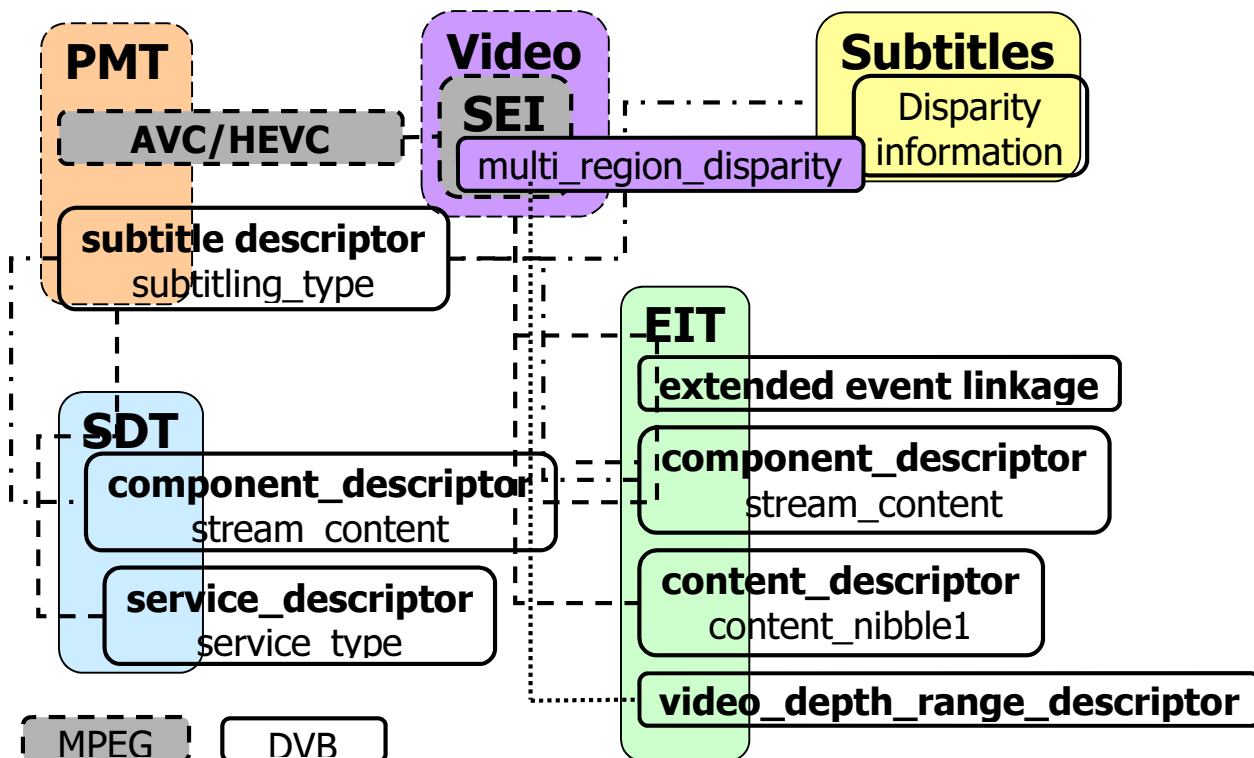 PMT
AVC/HEVC
subtitle descriptor
subtitling_type
Video
SEI
multi_region_disparity
Subtitles
Disparity
information
SDT
component_descriptor
stream_content
service_descriptor
service_type
EIT
extended event linkage
component_descriptor
stream_content
content_descriptor
content_nibble1
video_depth_range_descriptor
MPEG
DVB